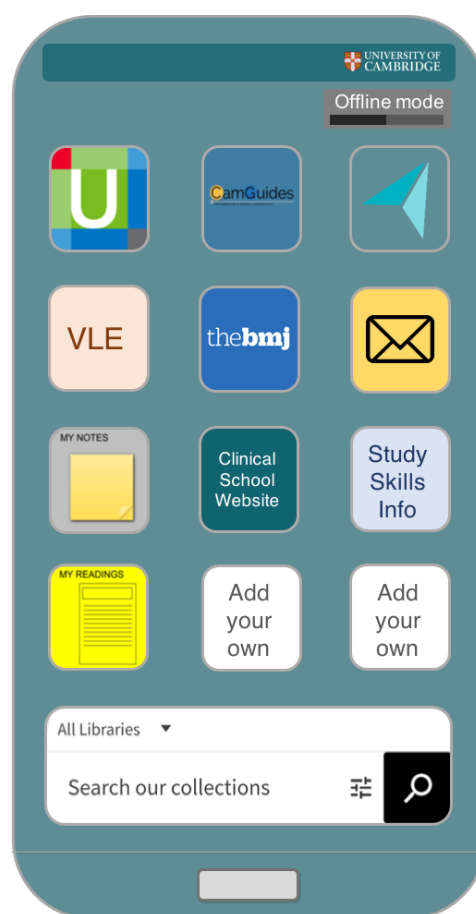 UNIVERSITY OF
CAMBRIDGE
Offline mode
U
CamGuides
VLE
thebmj
MY NOTES
Clinical
School
Website
Study
Skills
Info
MY READINGS
Add
your
own
Add
your
own
All Libraries
Search our collections